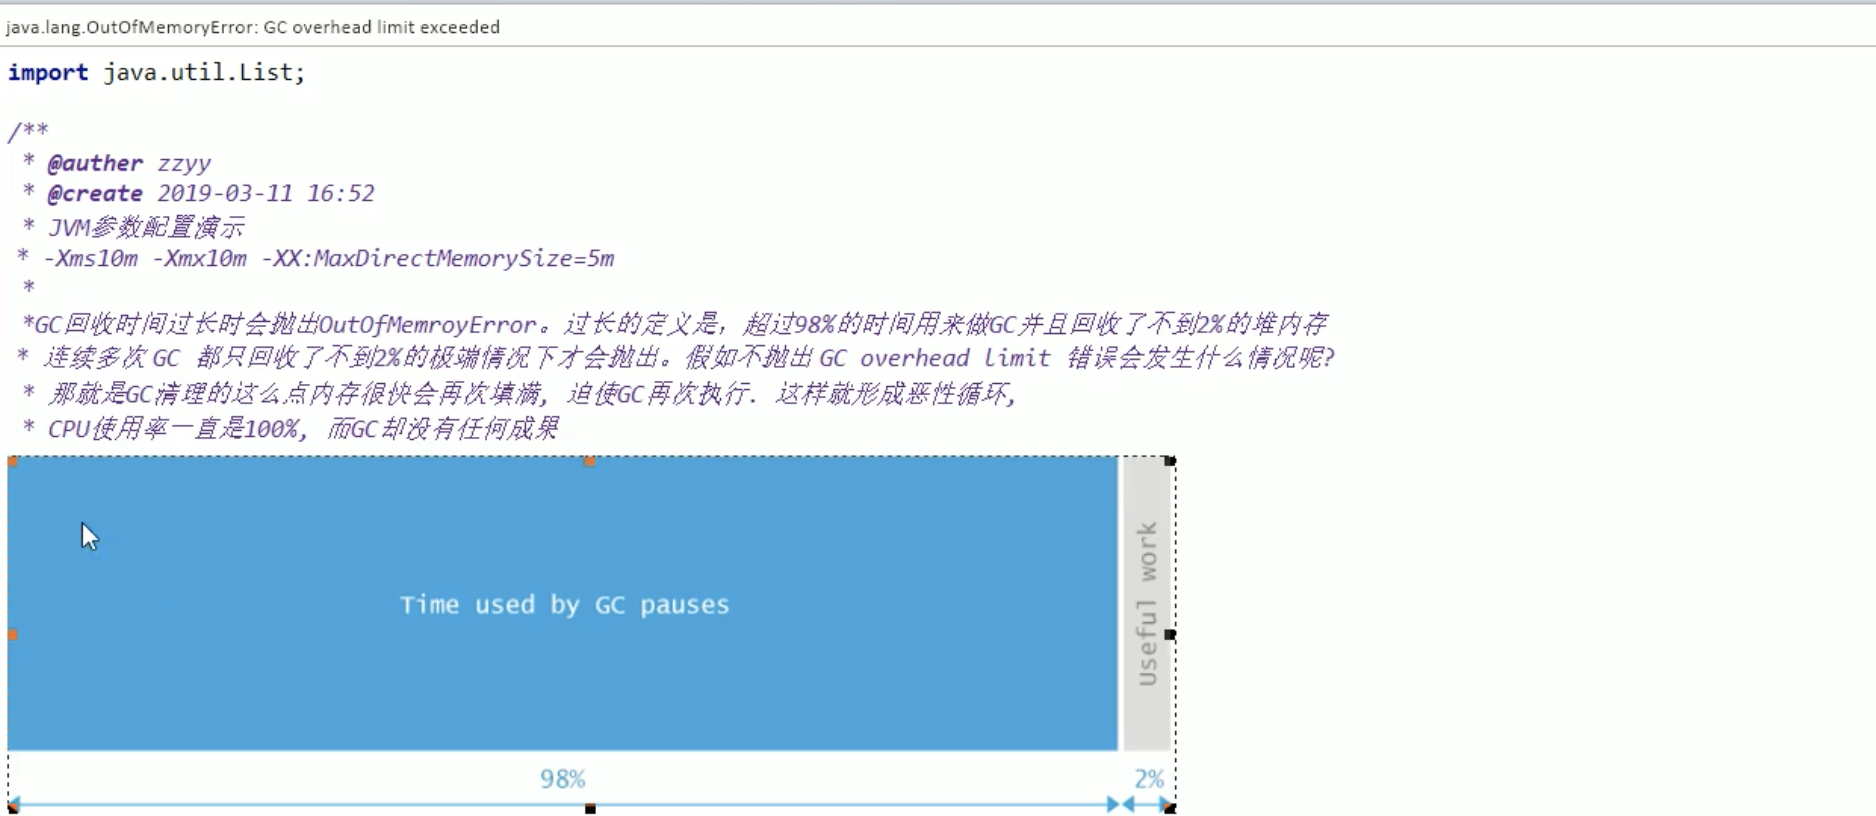 java.lang.OutOfMemoryError: GC overhead limit exceeded
import java.util.List;
/**
* @auther zzyy
* @create 2019-03-11 16:52
* JVM参数配置演示
* -Xms10m -Xmx10m -XX:MaxDirectMemorySize=5m
*
*GC回收时间过长时会抛出OutOfMemroyError。过长的定义是，超过98%的时间用来做GC并且回收了不到2%的堆内存
* 连续多次 GC 都只回收了不到2%的极端情况下才会抛出。假如不抛出 GC overhead limit 错误会发生什么情况呢?
* 那就是GC清理的这么点内存很快会再次填满, 迫使GC再次执行. 这样就形成恶性循环,
* CPU使用率一直是100%, 而GC却没有任何成果
Time used by GC pauses
Useful work
98%
2%